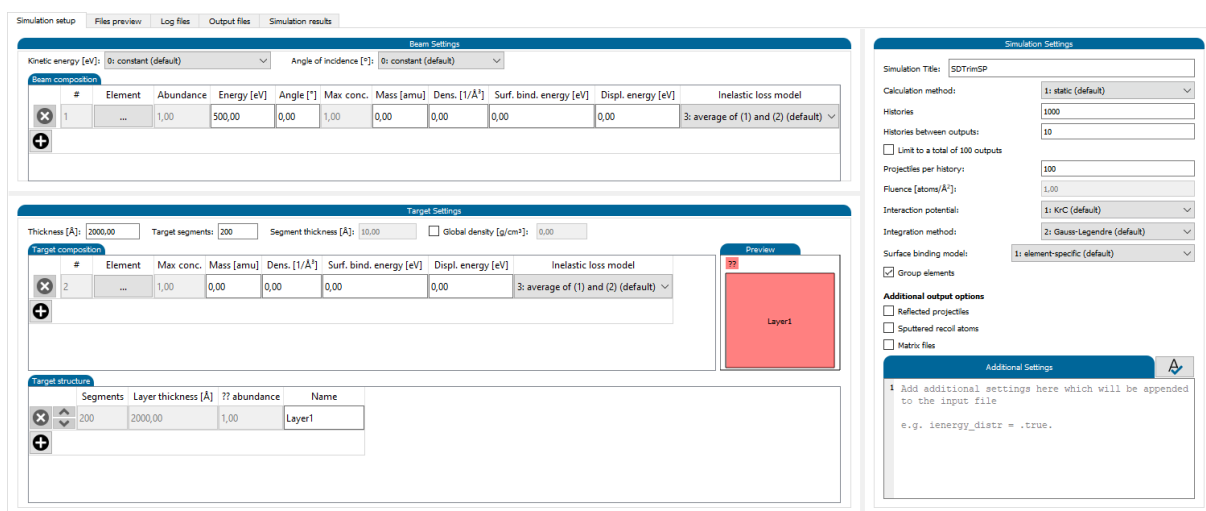 Simulation setup Files preview Log files Output files Simulation results
Beam Settings
Kinetic energy [eV]: 0: constant (default) Angle of incidence [°]: 0: constant (default)
Beam composition
# Element Abundance Energy [eV] Angle [°] Max conc. Mass [amu] Dens. [1/Å³] Surf. bind. energy [eV] Displ. energy [eV] Inelastic loss model
1 ... 1,00 500,00 0,00 1,00 0,00 0,00 0,00 0,00 3: average of (1) and (2) (default)
Target Settings
Thickness [Å]: 2000,00 Target segments: 200 Segment thickness [Å]: 10,00 Global density [g/cm³]: 0,00
Target composition
# Element Max conc. Mass [amu] Dens. [1/Å³] Surf. bind. energy [eV] Displ. energy [eV] Inelastic loss model
2 ... 1,00 0,00 0,00 0,00 0,00 3: average of (1) and (2) (default)
Preview
??
Layer1
Target structure
Segments Layer thickness [Å] ?? abundance Name
200 2000,00 1,00 Layer1
Simulation Settings
Simulation Title: SDTrimSP
Calculation method: 1: static (default)
Histories 1000
Histories between outputs: 10
Limit to a total of 100 outputs
Projectiles per history: 100
Fluence [atoms/Å²]: 1,00
Interaction potential: 1: KrC (default)
Integration method: 2: Gauss-Legendre (default)
Surface binding model: 1: element-specific (default)
Group elements
Additional output options
Reflected projectiles
Sputtered recoil atoms
Matrix files
Additional Settings
1 Add additional settings here which will be appended
to the input file
e.g. ienergy_distr = .true.